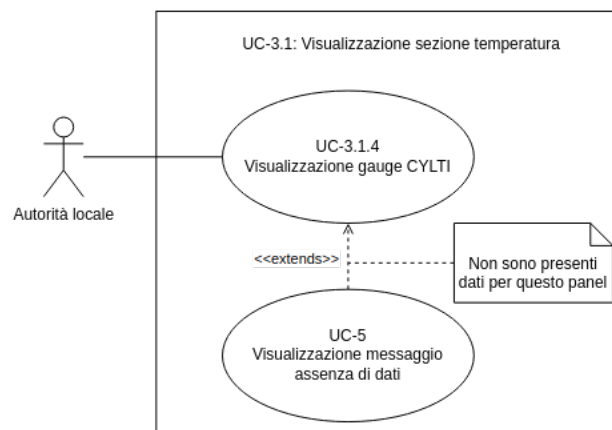 UC-3.1: Visualizzazione sezione temperatura
UC-3.1.4
Visualizzazione gauge CYLTI
Autorità locale
<<extends>>
Non sono presenti
dati per questo panel
UC-5
Visualizzazione messaggio
assenza di dati